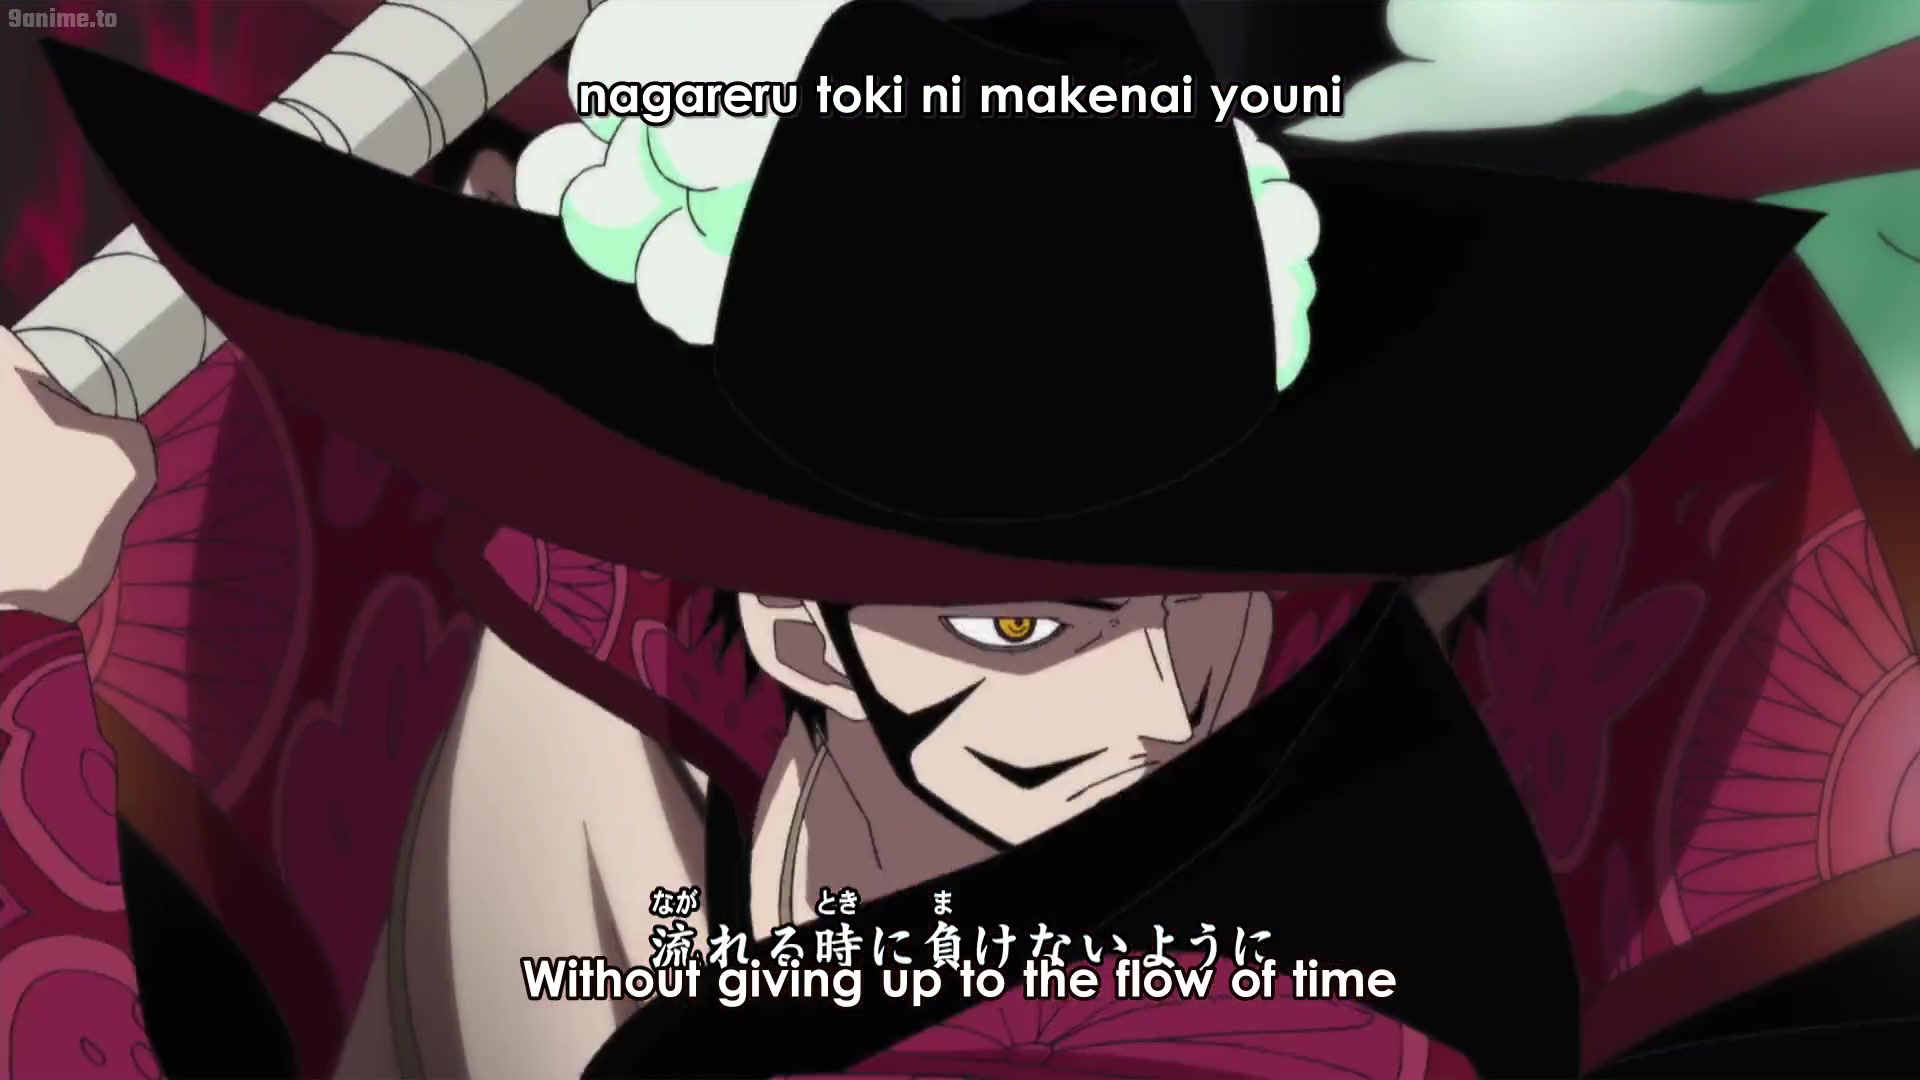 9anime.to
nagareru toki ni makenai youni
なが とき ま
流れる時に負けないように
Without giving up to the flow of time